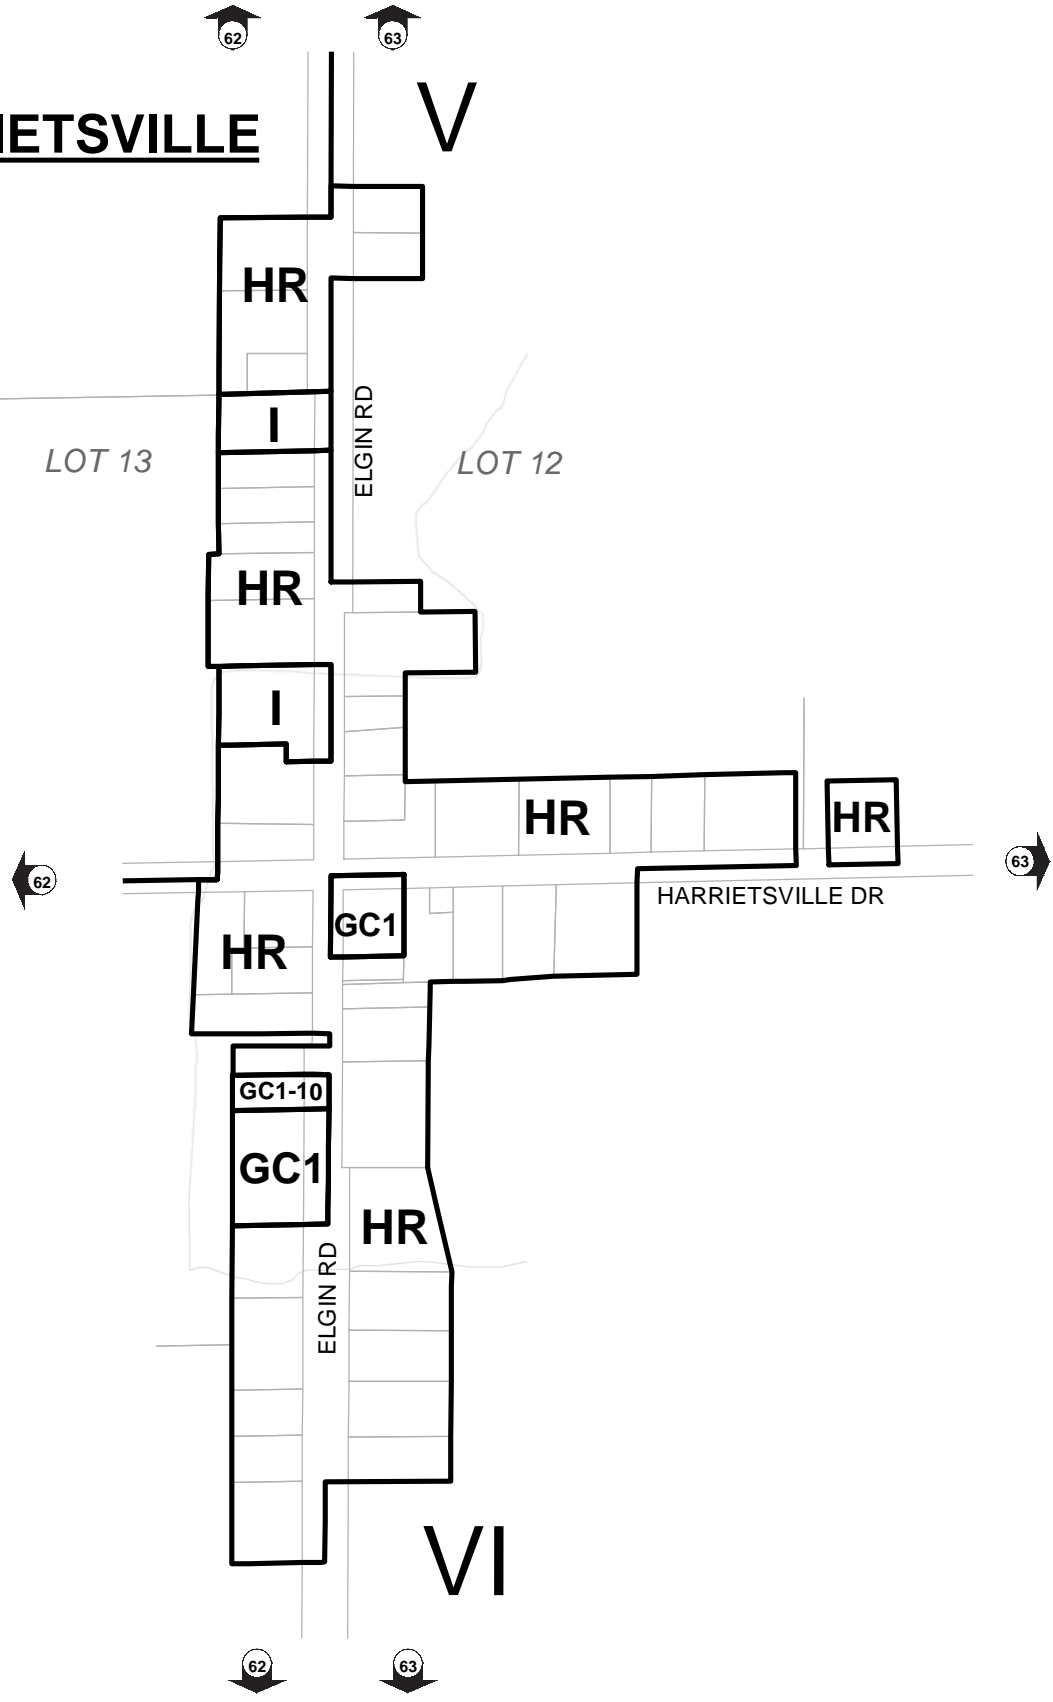 62
63
V
IETSVILLE
HR
I
ELGIN RD
LOT 13
LOT 12
HR
I
HR
HR
62
63
HARRIETSVILLE DR
GC1
HR
GC1-10
GC1
HR
ELGIN RD
VI
62
63